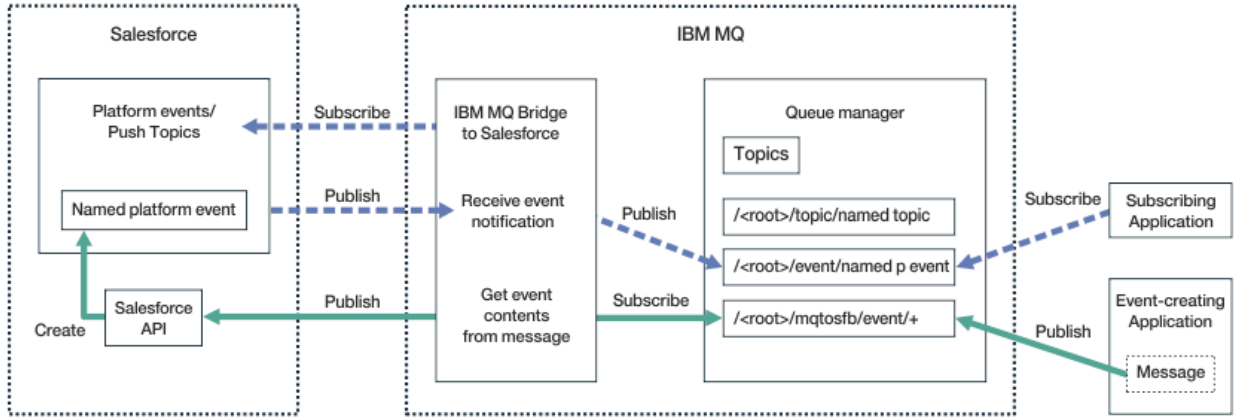 Salesforce
IBM MQ
Platform events/
Push Topics
Subscribe
IBM MQ Bridge
to Salesforce
Queue manager
Topics
Named platform event
Publish
Receive event
notification
Publish
/<root>/topic/named topic
Subscribe
Subscribing
Application
/<root>/event/named p event
Create
Salesforce
API
Publish
Get event
contents
from message
Subscribe
/<root>/mqtosfb/event/+
Publish
Event-creating
Application
Message